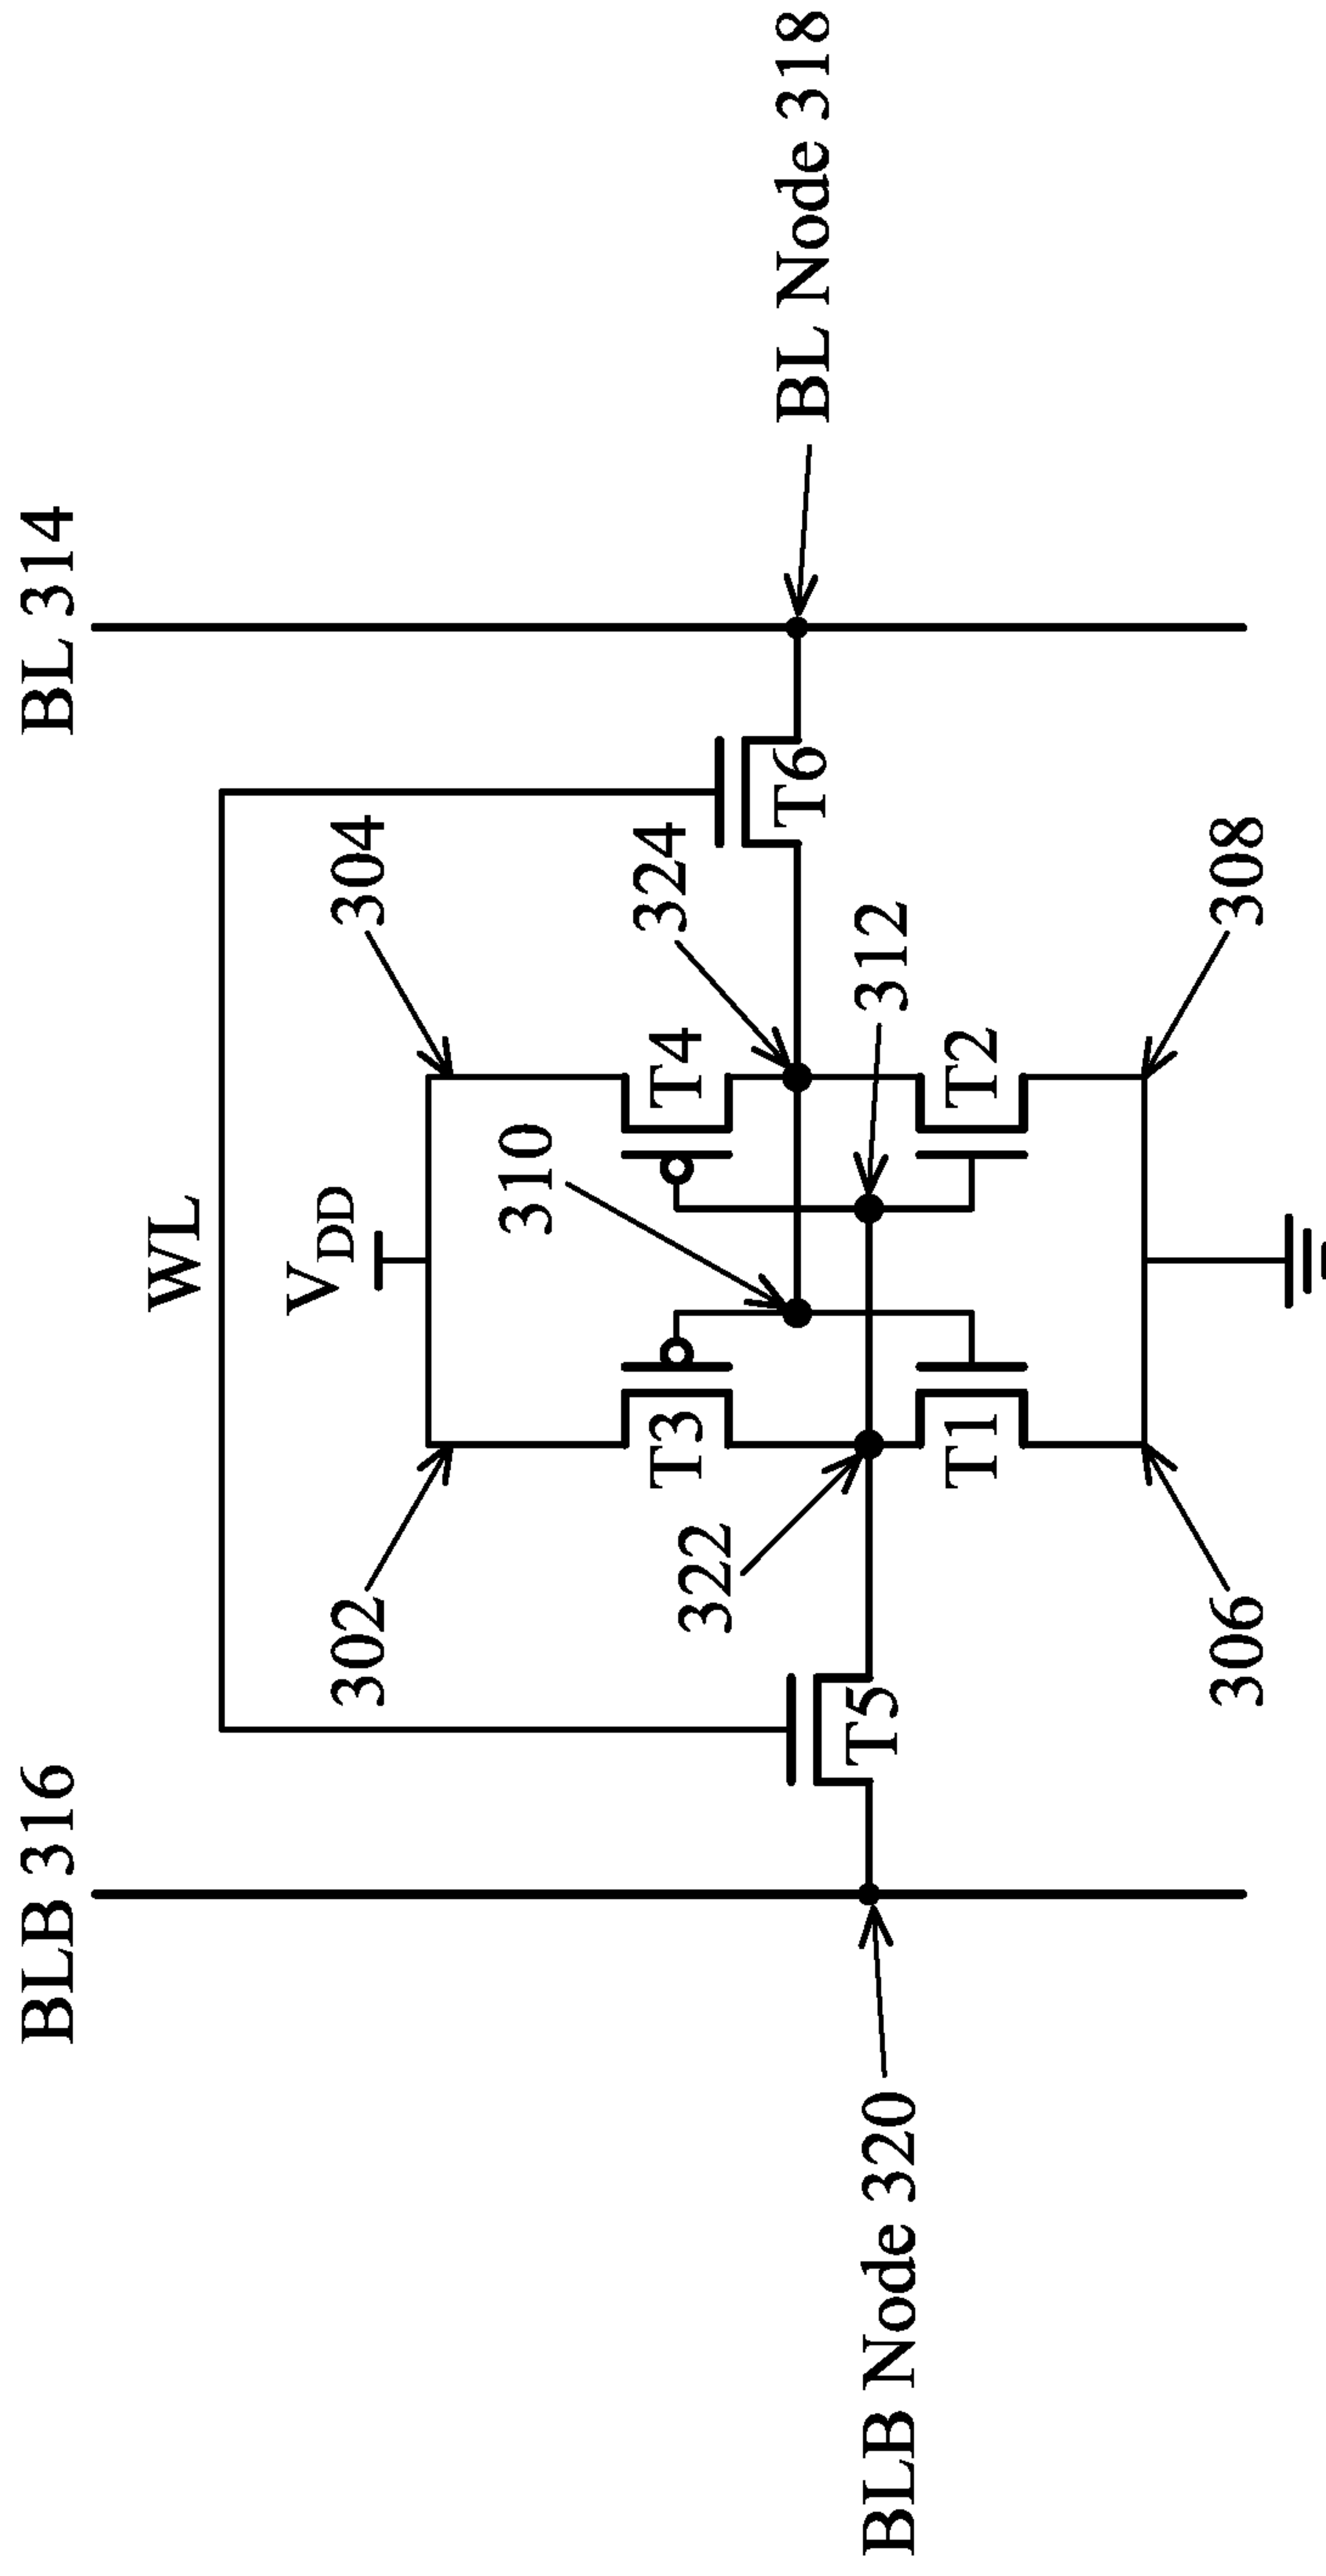 BLB 316
BL 314
WL
VDD
302
304
310
T3
T4
324
T6
BL Node 318
322
312
T5
BLB Node 320
T1
T2
306
308